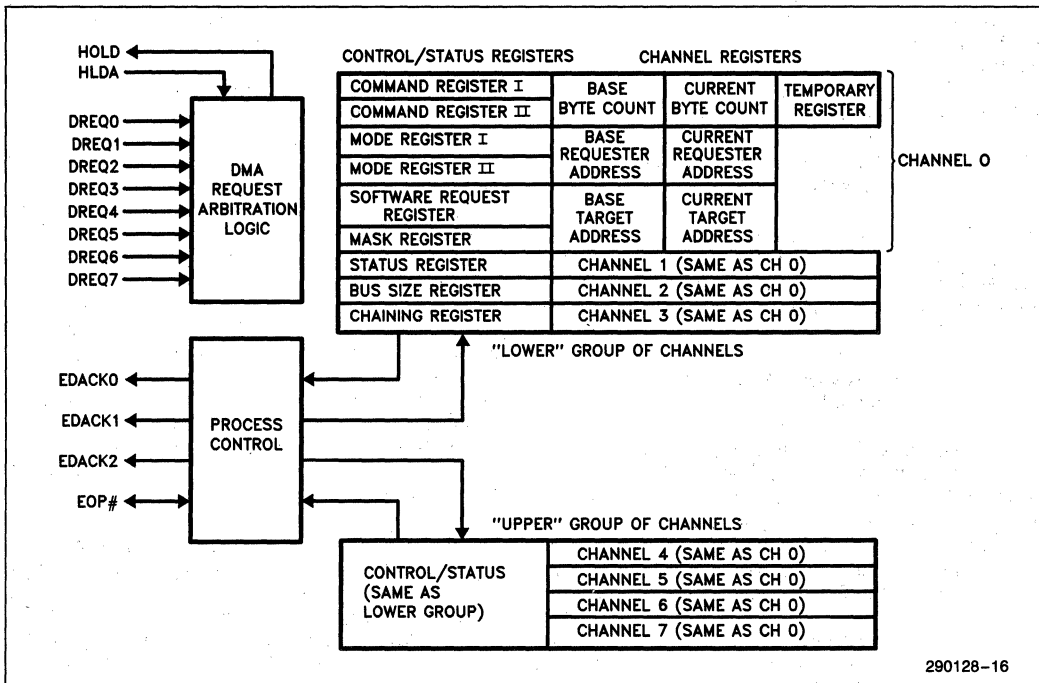 HOLD
HLDA
DREQ0
DREQ1
DREQ2
DREQ3
DREQ4
DREQ5
DREQ6
DREQ7
DMA
REQUEST
ARBITRATION
LOGIC
CONTROL/STATUS REGISTERS
CHANNEL REGISTERS
COMMAND REGISTER I
COMMAND REGISTER II
MODE REGISTER I
MODE REGISTER II
SOFTWARE REQUEST
REGISTER
MASK REGISTER
STATUS REGISTER
BUS SIZE REGISTER
CHAINING REGISTER
BASE
BYTE COUNT
CURRENT
BYTE COUNT
TEMPORARY
REGISTER
BASE
REQUESTER
ADDRESS
CURRENT
REQUESTER
ADDRESS
BASE
TARGET
ADDRESS
CURRENT
TARGET
ADDRESS
CHANNEL 0
CHANNEL 1 (SAME AS CH 0)
CHANNEL 2 (SAME AS CH 0)
CHANNEL 3 (SAME AS CH 0)
"LOWER" GROUP OF CHANNELS
EDACK0
EDACK1
EDACK2
EOP#
PROCESS
CONTROL
"UPPER" GROUP OF CHANNELS
CONTROL/STATUS
(SAME AS
LOWER GROUP)
CHANNEL 4 (SAME AS CH 0)
CHANNEL 5 (SAME AS CH 0)
CHANNEL 6 (SAME AS CH 0)
CHANNEL 7 (SAME AS CH 0)
290128-16